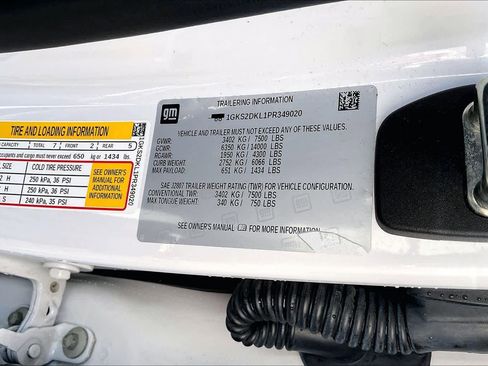 TIRE AND LOADING INFORMATION
TOTAL 7 FRONT 2 REAR 5
occupants and cargo must never exceed 650 kg or 1434 lbs.
SIZE COLD TIRE PRESSURE
H 250 kPa, 36 PSI
H 250 kPa, 36 PSI
S 240 kPa, 35 PSI
SEE OWNER'S
MANUAL FOR
ADDITIONAL
INFORMATION
1GKS2DKL1PR349020
gm
TRAILERING INFORMATION
1GKS2DKL1PR349020
VEHICLE AND TRAILER MUST NOT EXCEED ANY OF THESE VALUES:
GVWR: 3402 KG / 7500 LBS
GCWR: 6350 KG / 14000 LBS
RGAWR: 1950 KG / 4300 LBS
CURB WEIGHT: 2752 KG / 6066 LBS
MAX PAYLOAD: 651 KG / 1434 LBS
SAE J2807 TRAILER WEIGHT RATING (TWR) FOR VEHICLE CONFIGURATION.
CONVENTIONAL TWR: 3402 KG / 7500 LBS
MAX TONGUE WEIGHT: 340 KG / 750 LBS
SEE OWNER'S MANUAL FOR MORE INFORMATION.